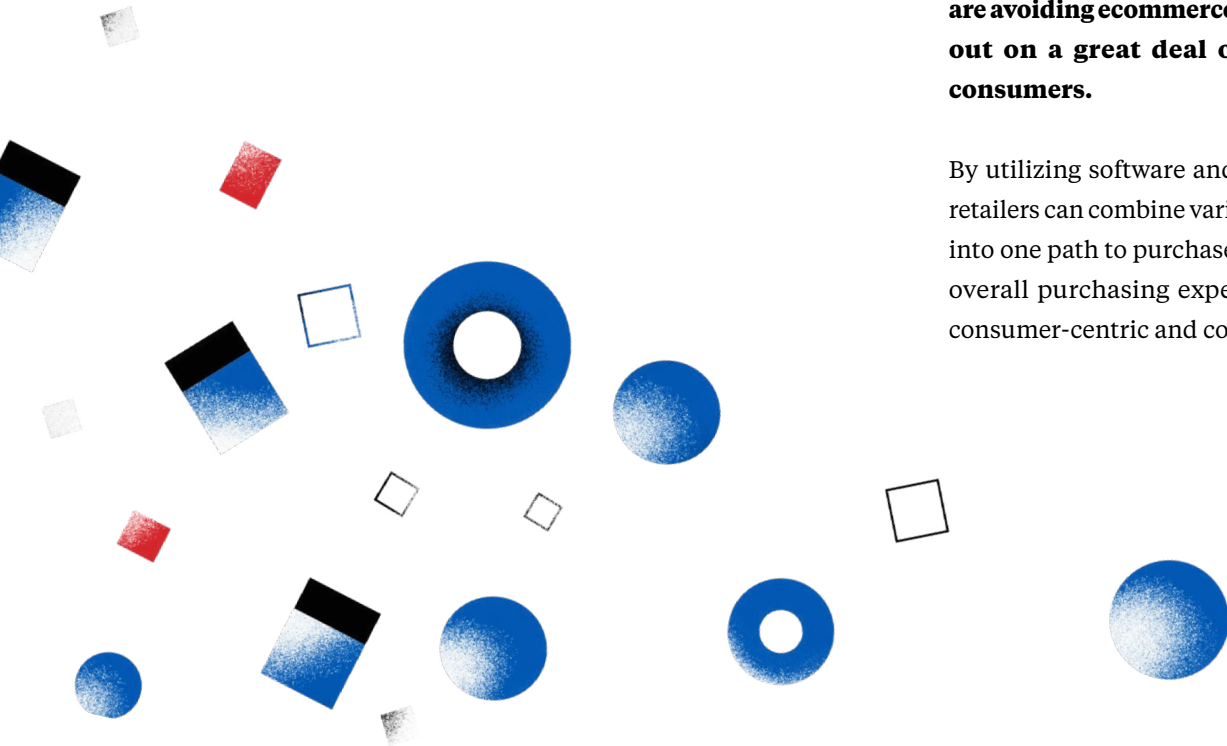 are avoiding ecommerce
out on a great deal o
consumers.
By utilizing software and
retailers can combine vari
into one path to purchase
overall purchasing expe
consumer-centric and co